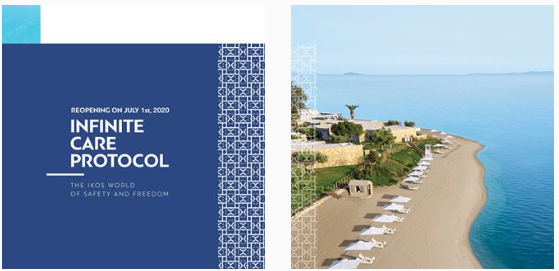 REOPENING ON JULY 1st, 2020
INFINITE
CARE
PROTOCOL
THE IKOS WORLD
OF SAFETY AND FREEDOM